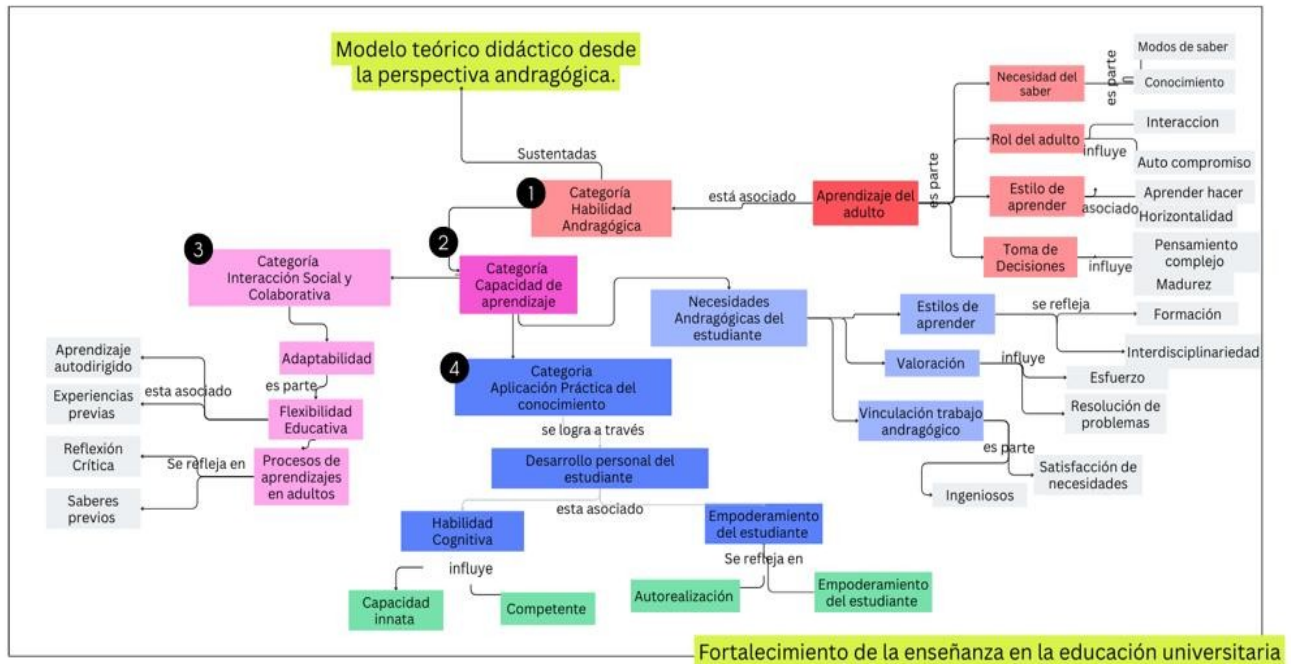 Modelo teórico didáctico desde
la perspectiva andragógica.
Sustentadas
1
Categoría
Habilidad
Andragógica
está asociado
Aprendizaje del
adulto
es parte
Necesidad del
saber
es parte
Modos de saber
Conocimiento
Rol del adulto
influye
Interaccion
Auto compromiso
Estilo de
aprender
asociado
Aprender hacer
Horizontalidad
Toma de
Decisiones
influye
Pensamiento
complejo
Madurez
2
Categoría
Capacidad de
aprendizaje
Necesidades
Andragógicas del
estudiante
Estilos de
aprender
se refleja
Formación
Interdisciplinariedad
Valoración
influye
Esfuerzo
Resolución de
problemas
Vinculación trabajo
andragógico
es parte
Ingeniosos
Satisfacción de
necesidades
3
Categoría
Interacción Social y
Colaborativa
Adaptabilidad
es parte
Flexibilidad
Educativa
esta asociado
Aprendizaje
autodirigido
Experiencias
previas
Procesos de
aprendizajes
en adultos
Se refleja en
Reflexión
Crítica
Saberes
previos
4
Categoria
Aplicación Práctica del
conocimiento
se logra a través
Desarrollo personal del
estudiante
esta asociado
Habilidad
Cognitiva
influye
Capacidad
innata
Competente
Empoderamiento
del estudiante
Se refleja en
Autorealización
Empoderamiento
del estudiante
Fortalecimiento de la enseñanza en la educación universitaria